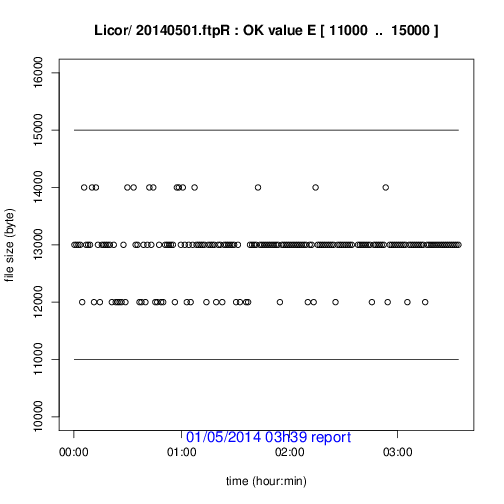 Licor/ 20140501.ftpR : OK value E [ 11000 .. 15000 ]
file size (byte)
16000
15000
14000
13000
12000
11000
10000
01/05/2014 03h39 report
00:00 01:00 02:00 03:00
time (hour:min)